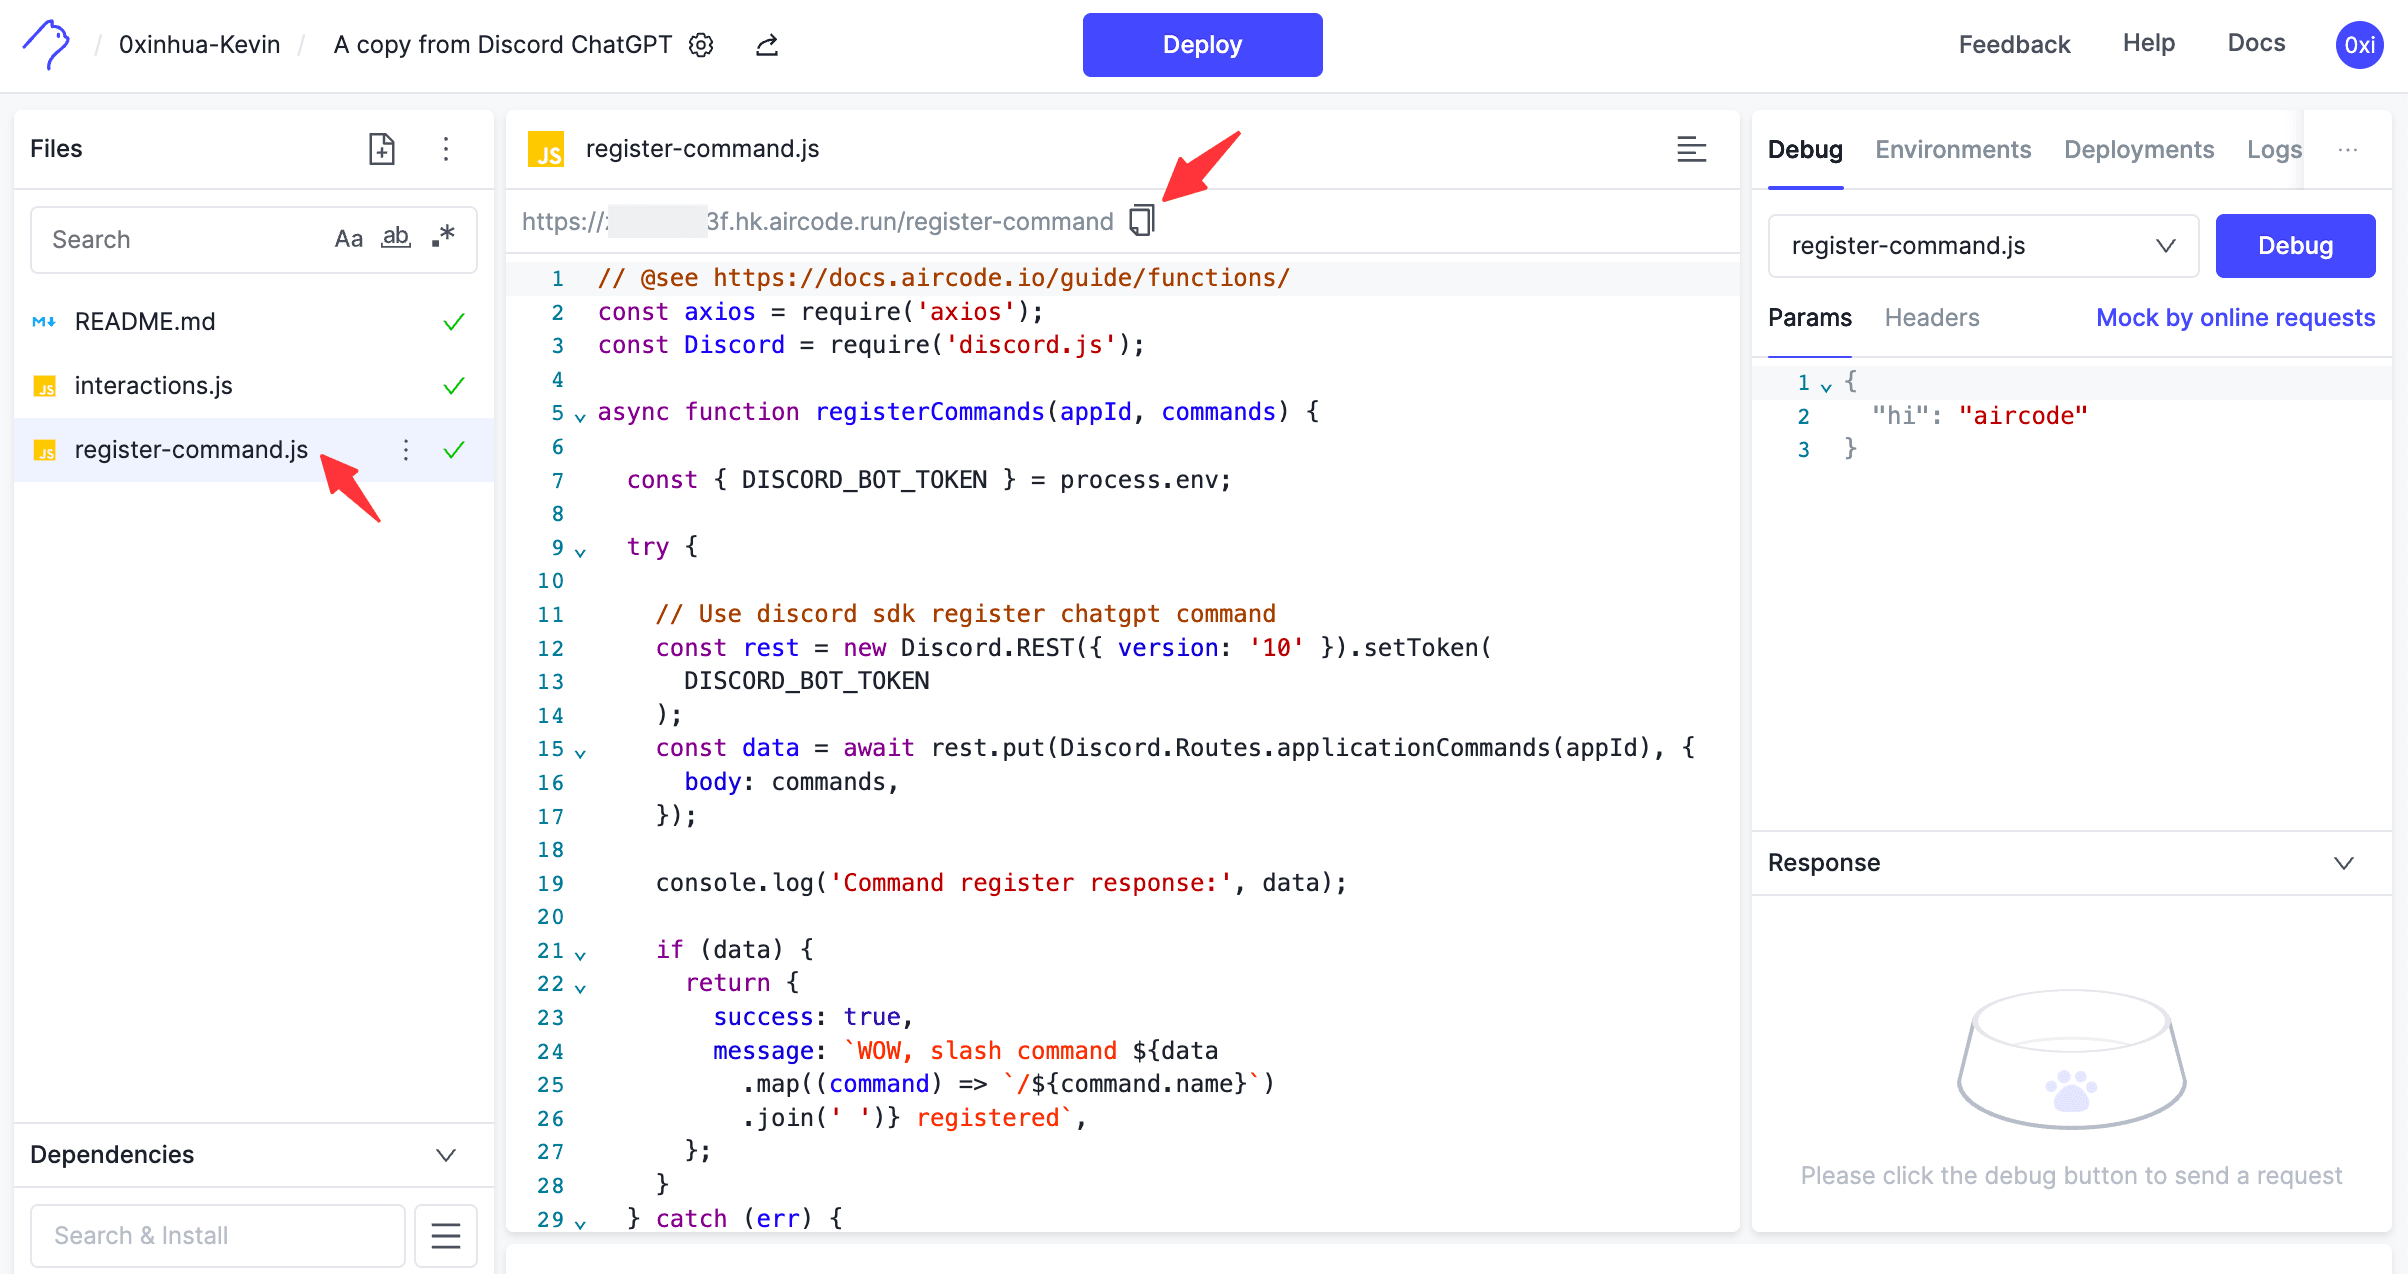 / 0xinhua-Kevin / A copy from Discord ChatGPT
Deploy
Feedback Help Docs 0xi
Files
Search Aa ab .*
README.md
JS interactions.js
JS register-command.js
Dependencies
Search & Install
JS register-command.js
https:// 3f.hk.aircode.run/register-command
1 // @see https://docs.aircode.io/guide/functions/
2 const axios = require('axios');
3 const Discord = require('discord.js');
4
5 async function registerCommands(appId, commands) {
6
7 const { DISCORD_BOT_TOKEN } = process.env;
8
9 try {
10
11 // Use discord sdk register chatgpt command
12 const rest = new Discord.REST({ version: '10' }).setToken(
13 DISCORD_BOT_TOKEN
14 );
15 const data = await rest.put(Discord.Routes.applicationCommands(appId), {
16 body: commands,
17 });
18
19 console.log('Command register response:', data);
20
21 if (data) {
22 return {
23 success: true,
24 message: `WOW, slash command ${data
25 .map((command) => `/${command.name}`)
26 .join(' ')} registered`,
27 };
28 }
29 } catch (err) {
Debug Environments Deployments Logs ...
register-command.js Debug
Params Headers Mock by online requests
1 {
2 "hi": "aircode"
3 }
Response
Please click the debug button to send a request